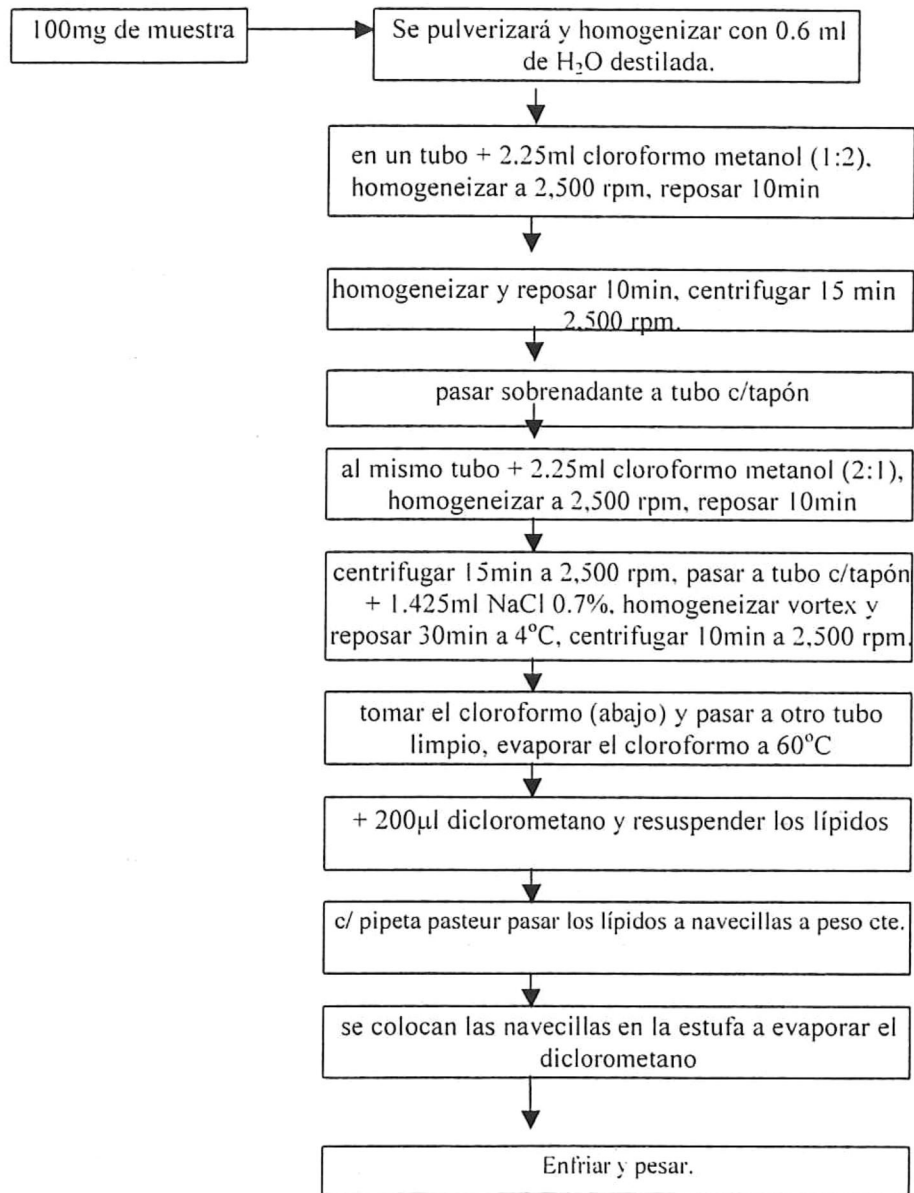 100mg de muestra
Se pulverizará y homogenizar con 0.6 ml
de H₂O destilada.
en un tubo + 2.25ml cloroformo metanol (1:2),
homogeneizar a 2,500 rpm, reposar 10min
homogeneizar y reposar 10min, centrifugar 15 min
2,500 rpm.
pasar sobrenadante a tubo c/tapón
al mismo tubo + 2.25ml cloroformo metanol (2:1),
homogeneizar a 2,500 rpm, reposar 10min
centrifugar 15min a 2,500 rpm, pasar a tubo c/tapón
+ 1.425ml NaCl 0.7%, homogeneizar vortex y
reposar 30min a 4°C, centrifugar 10min a 2,500 rpm.
tomar el cloroformo (abajo) y pasar a otro tubo
limpio, evaporar el cloroformo a 60°C
+ 200µl diclorometano y resuspender los lípidos
c/ pipeta pasteur pasar los lípidos a navecillas a peso cte.
se colocan las navecillas en la estufa a evaporar el
diclorometano
Enfriar y pesar.